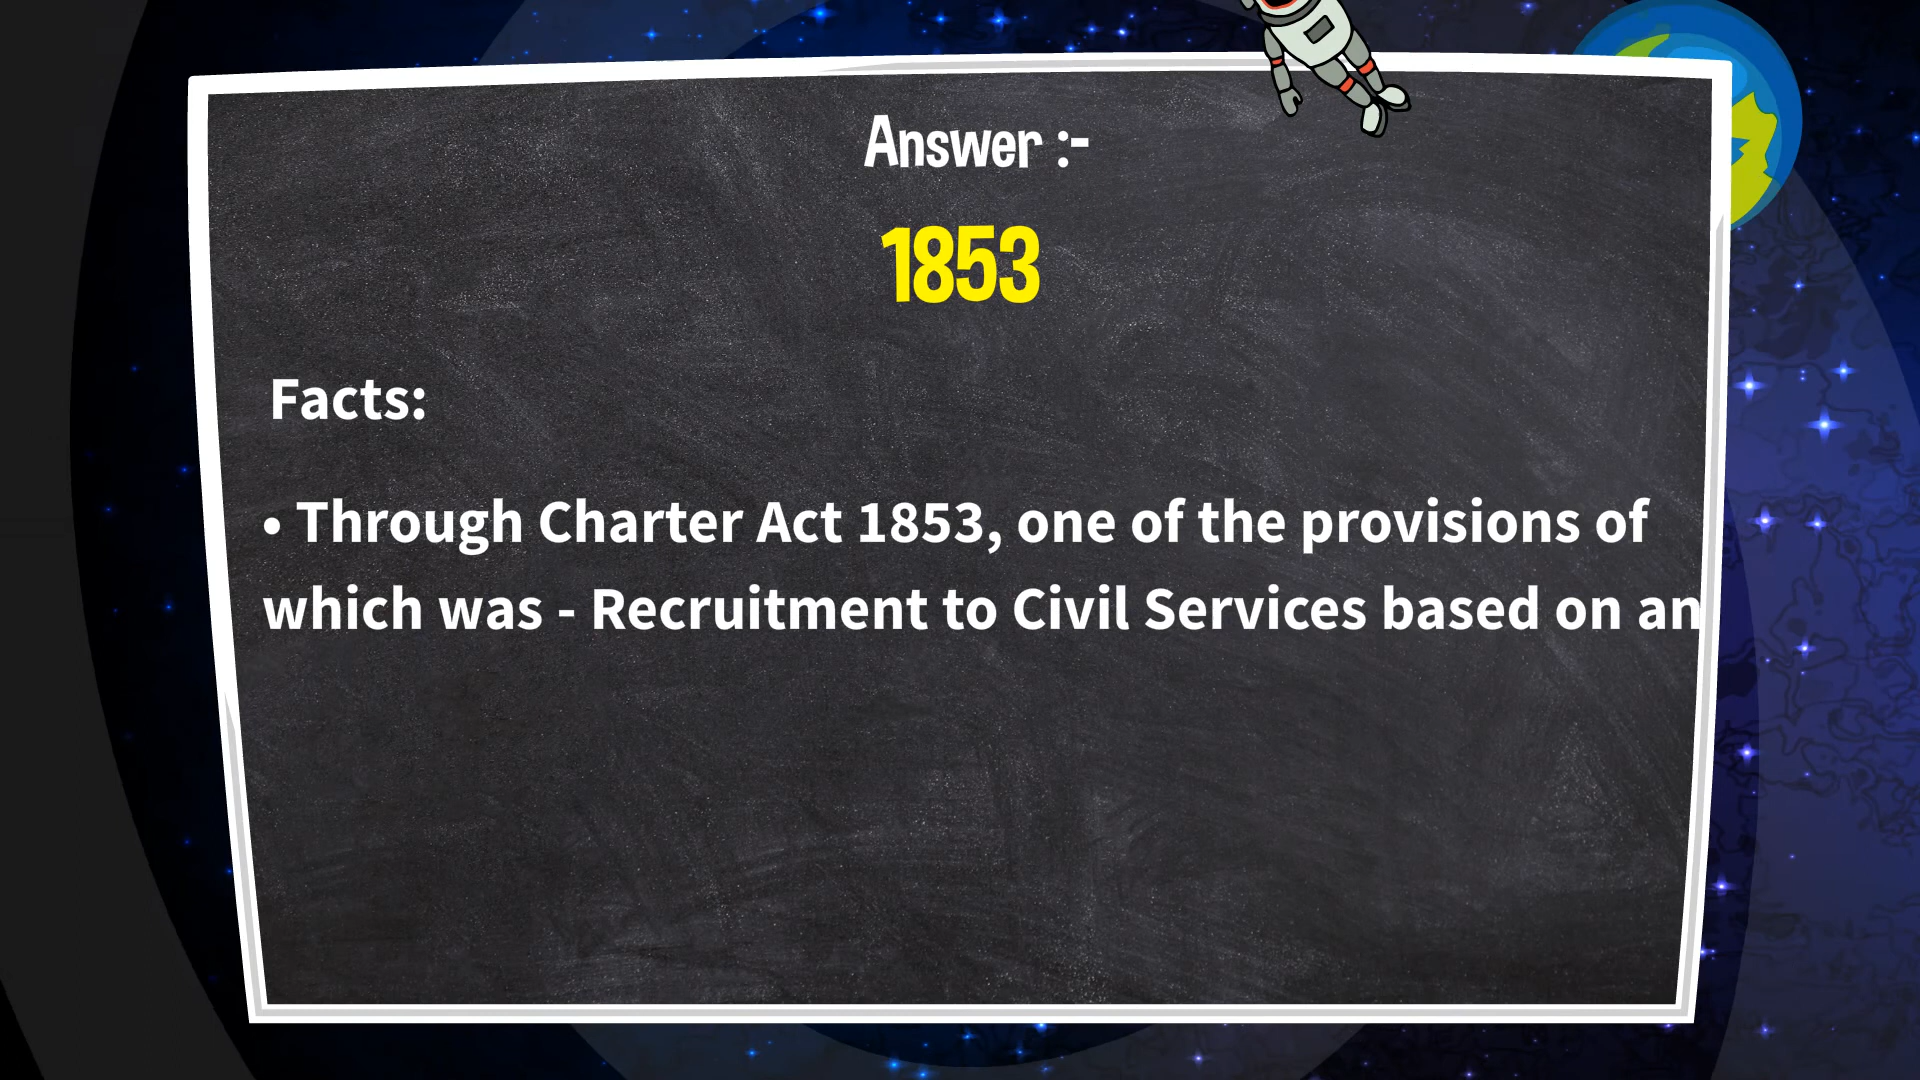 Answer :-
1853
Facts:
• Through Charter Act 1853, one of the provisions of
which was - Recruitment to Civil Services based on an